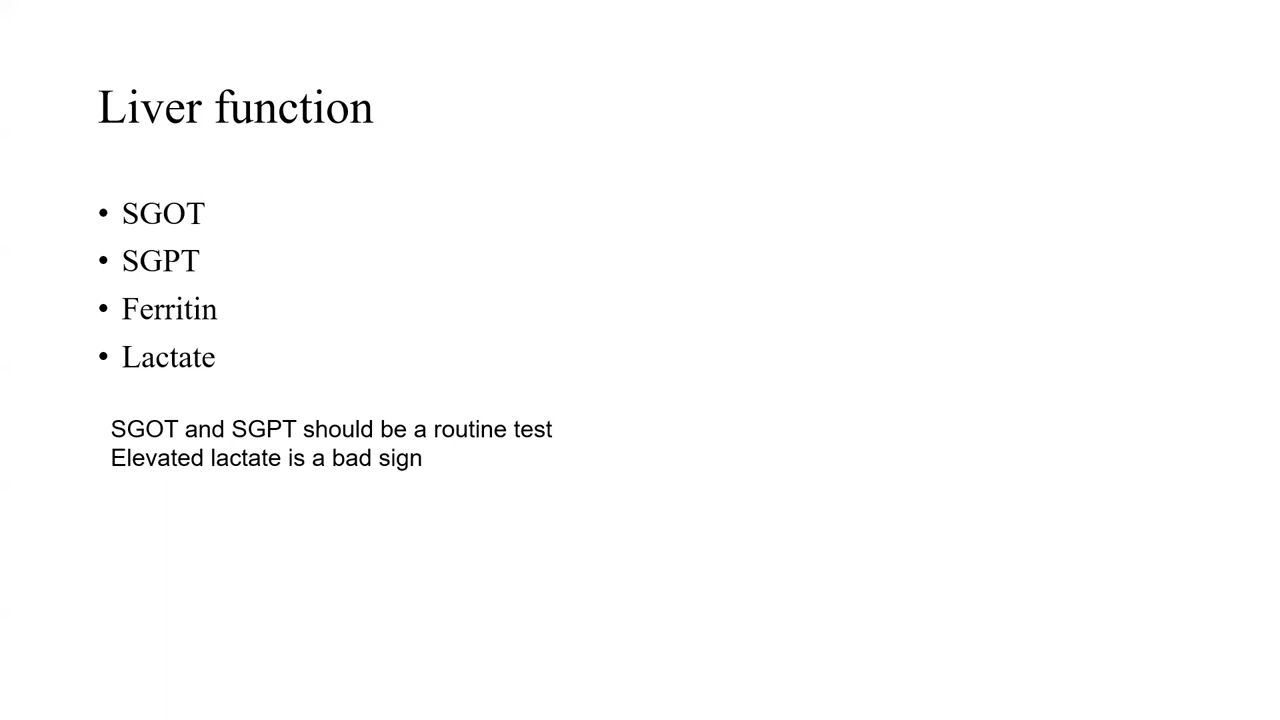 Liver function
• SGOT
• SGPT
• Ferritin
• Lactate
SGOT and SGPT should be a routine test
Elevated lactate is a bad sign